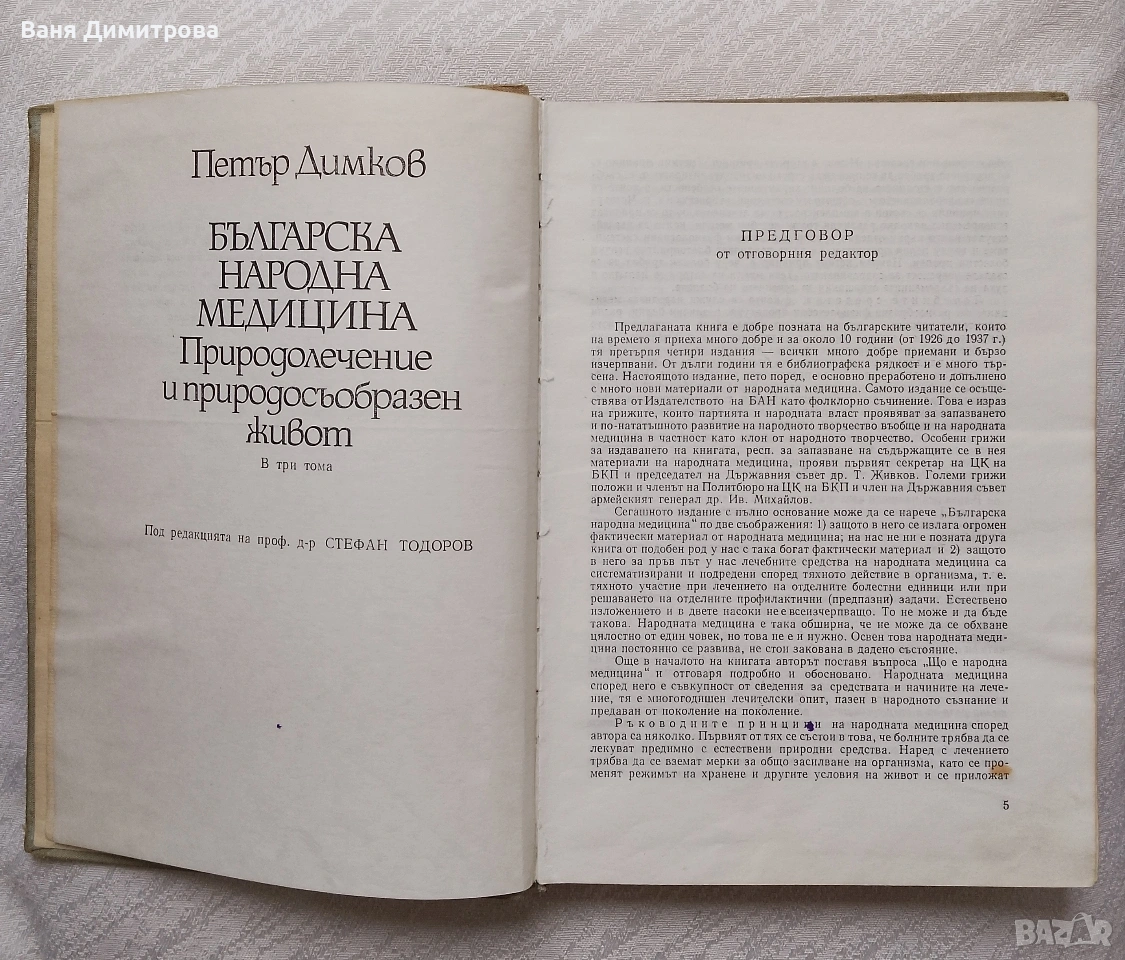 Ваня Димитрова
Петър Димков
БЪЛГАРСКА
НАРОДНА
МЕДИЦИНА
Природолечение
и природосъобразен
живот
В три тома
Под редакцията на проф. д-р СТЕФАН ТОДОРОВ
ПРЕДГОВОР
от отговорния редактор
Предлаганата книга е добре позната на българските читатели, които
на времето я приеха много добре и за около 10 години (от 1926 до 1937 г.)
тя претърпя четири издания — всички много добре приемани и бързо
изчерпвани. От дълги години тя е библиографска рядкост и е много тър-
сена. Настоящото издание, пето поред, е основно преработено и допълнено
с много нови материали от народната медицина. Самото издание се осъще-
ствява от Издателството на БАН като фолклорно съчинение. Това е израз
на грижите, които партията и народната власт проявяват за запазването
и по-нататъшното развитие на народното творчество въобще и на народната
медицина в частност като клон от народното творчество. Особени грижи
за издаването на книгата, респ. за запазване на съдържащите се в нея
материали на народната медицина, прояви първият секретар на ЦК на
БКП и председател на Държавния съвет др. Т. Живков. Големи грижи
положи и членът на Политбюро на ЦК на БКП и член на Държавния съвет
армейският генерал др. Ив. Михайлов.
Сегашното издание с пълно основание може да се нарече „Българска
народна медицина" по две съображения: 1) защото в него се излага огромен
фактически материал от народната медицина; на нас не ни е позната друга
книга от подобен род у нас с така богат фактически материал и 2) защото
в него за пръв път у нас лечебните средства на народната медицина са
систематизирани и подредени според тяхното действие в организма, т. е.
тяхното участие при лечението на отделните болестни единици или при
решаването на отделните профилактични (предпазни) задачи. Естествено
изложението и в двете насоки не е всеизчерпващо. То не може и да бъде
такова. Народната медицина е така обширна, че не може да се обхване
цялостно от един човек, но това не е и нужно. Освен това народната меди-
цина постоянно се развива, не стои закована в дадено състояние.
Още в началото на книгата авторът поставя въпроса „Що е народна
медицина" и отговаря подробно и обосновано. Народната медицина
според него е съвкупност от сведения за средствата и начините на лече-
ние, тя е многогодишен лечителски опит, пазен в народното съзнание и
предаван от поколение на поколение.
Ръководните принципи на народната медицина според
автора са няколко. Първият от тях се състои в това, че болните трябва да се
лекуват предимно с естествени природни средства. Наред с лечението
трябва да се вземат мерки за общо засилване на организма, като се про-
менят режимът на хранене и другите условия на живот и се приложат
5
BAZAR